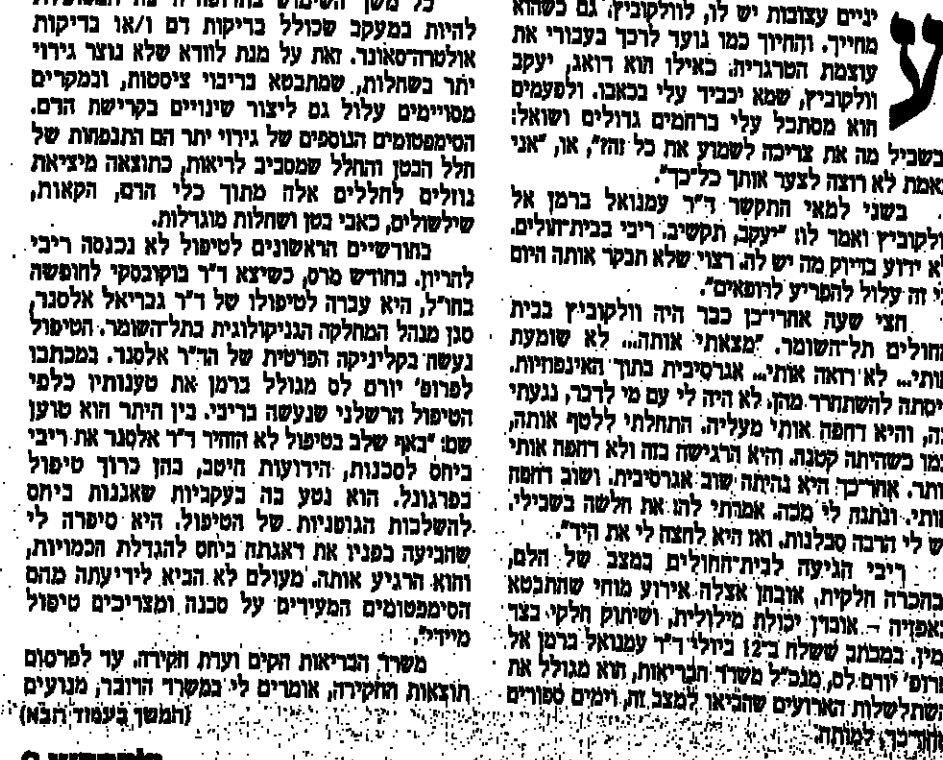 עיניים עצובות יש לו, לוולקוביץ. גם כשהוא
מחייך. והחיוך כמו נועד לרכך בעבורי את
עוצמת הטרגדיה: כאילו הוא דואג, יעקב
וולקוביץ, שמא יכביד עלי בכאבו. ולפעמים
הוא מסתכל עלי ברחמים גדולים ושואל:
"בשביל מה את צריכה לשמוע את כל זה?", או, "אני
באמת לא רוצה לצער אותך כל־כך".
בשני למאי התקשר ד"ר עמנואל ברמן אל
וולקוביץ ואמר לו: "יעקב, תקשיב. ריבי בבית־חולים.
לא ידוע בדיוק מה יש לה. רצוי שלא תבקר אותה היום
כי זה עלול להפריע לרופאים".
חצי שעה אחרי־כן כבר היה וולקוביץ בבית
החולים תל־השומר. "מצאתי אותה... לא שומעת
אותי... לא רואה אותי... אגרסיבית בתוך האינפוזיות.
ניסתה להשתחרר מהן. לא היה לי עם מי לדבר, נגעתי
בה, והיא דחפה אותי מעליה. התחלתי ללטף אותה,
כמו כשהיתה קטנה. והיא הרגישה בזה ולא דחפה אותי
יותר. אחר־כך היא נהיתה שוב אגרסיבית. ושוב דחפה
אותי. ונתנה לי מכה. אמרתי להן את חלשה בשבילי.
יש לי הרבה סבלנות. ואז היא לחצה לי את היד".
ריבי הגיעה לבית־החולים במצב של הלם,
בהכרה חלקית. אובחן אצלה אירוע מוחי שהתבטא
באפזיה – אובדן יכולת מילולית, ושיתוק חלקי בצד
ימין. במכתב ששלח ב־12 ביולי ד"ר עמנואל ברמן אל
פרופ' יורם לס, מנכ"ל משרד הבריאות, הוא מגולל את
השתלשלות הארועים שהביאו למצב זה, וימים ספורים
אחר־כך, למותה.
כל משך השימוש
להיות במעקב שכולל בדיקות דם ו/או בדיקות
אולטרה־סאונד. זאת על מנת לוודא שלא נוצר גירוי
יתר בשחלות, שמתבטא בריבוי ציסטות, ובמקרים
מסויימים עלול גם ליצור שינויים בקרישת הדם.
הסימפטומים הנוספים של גירוי יתר הם התנפחות של
חלל הבטן והחלל שמסביב לריאות, כתוצאה מיציאת
נוזלים לחללים אלה מתוך כלי הדם, הקאות,
שילשולים, כאבי בטן ושחלות מוגדלות.
בחודשיים הראשונים לטיפול לא נכנסה ריבי
להריון. בחודש מרס, כשיצא ד"ר בוקובסקי לחופשה
בחו"ל, היא עברה לטיפולו של ד"ר גבריאל אלסנר,
סגן מנהל המחלקה הגניקולוגית בתל־השומר. הטיפול
נעשה בקליניקה הפרטית של הד"ר אלסנר. במכתבו
לפרופ' יורם לס מגולל ברמן את טענותיו כלפי
הטיפול הרשלני שנעשה בריבי. בין היתר הוא טוען
שם: "באף שלב בטיפול לא הזהיר ד"ר אלסנר את ריבי
ביחס לסכנות, הידועות היטב, בהן כרוך טיפול
בפרגונל. הוא נטע בה בעקביות שאננות ביחס
להשלכות הגופניות של הטיפול. היא סיפרה לי
שהביעה בפניו את דאגתה ביחס להגדלת הכמויות,
והוא הרגיע אותה. מעולם לא הביא לידיעתה מהם
הסימפטומים המעידים על סכנה ומצריכים טיפול
מיידי".
משרד הבריאות הקים ועדת חקירה. עד לפרסום
תוצאות החקירה, אומרים לי במשרד הדובר, מנועים
(המשך בעמוד הבא)